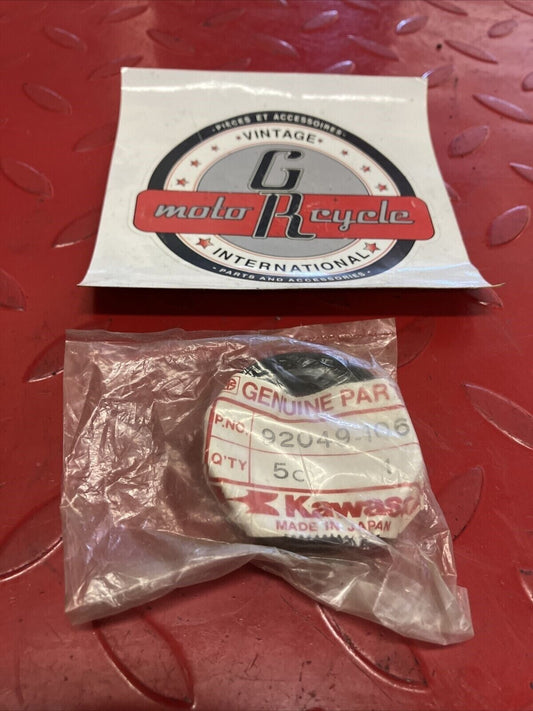 ·PIÈCES ET ACCESSOIRES·
·VINTAGE·
G
moto R cycle
INTERNATIONAL
·PARTS AND ACCESSORIES·
GENUINE PAR
P.NO. 92049-106
Q'TY 5c 1
Kawas
MADE IN JAPAN